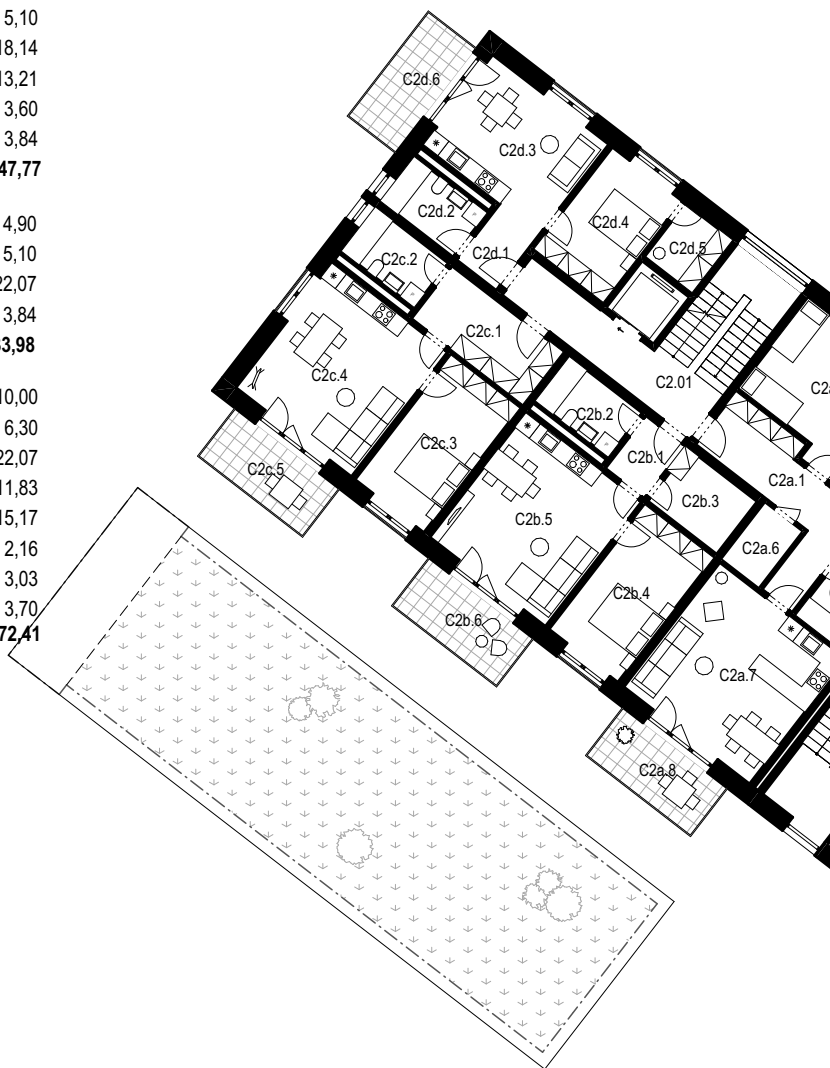 5,10
18,14
13,21
3,60
3,84
47,77
4,90
5,10
22,07
3,84
33,98
10,00
6,30
22,07
11,83
15,17
2,16
3,03
3,70
72,41
C2d.6
C2d.3
C2d.2
C2d.4
C2d.1
C2d.5
C2c.2
C2c.1
C2.01
C2c.4
C2b.2
C2c.3
C2b.1
C2a.1
C2c.5
C2b.3
C2b.5
C2a.6
C2b.4
C2b.6
C2a.7
C2a.8